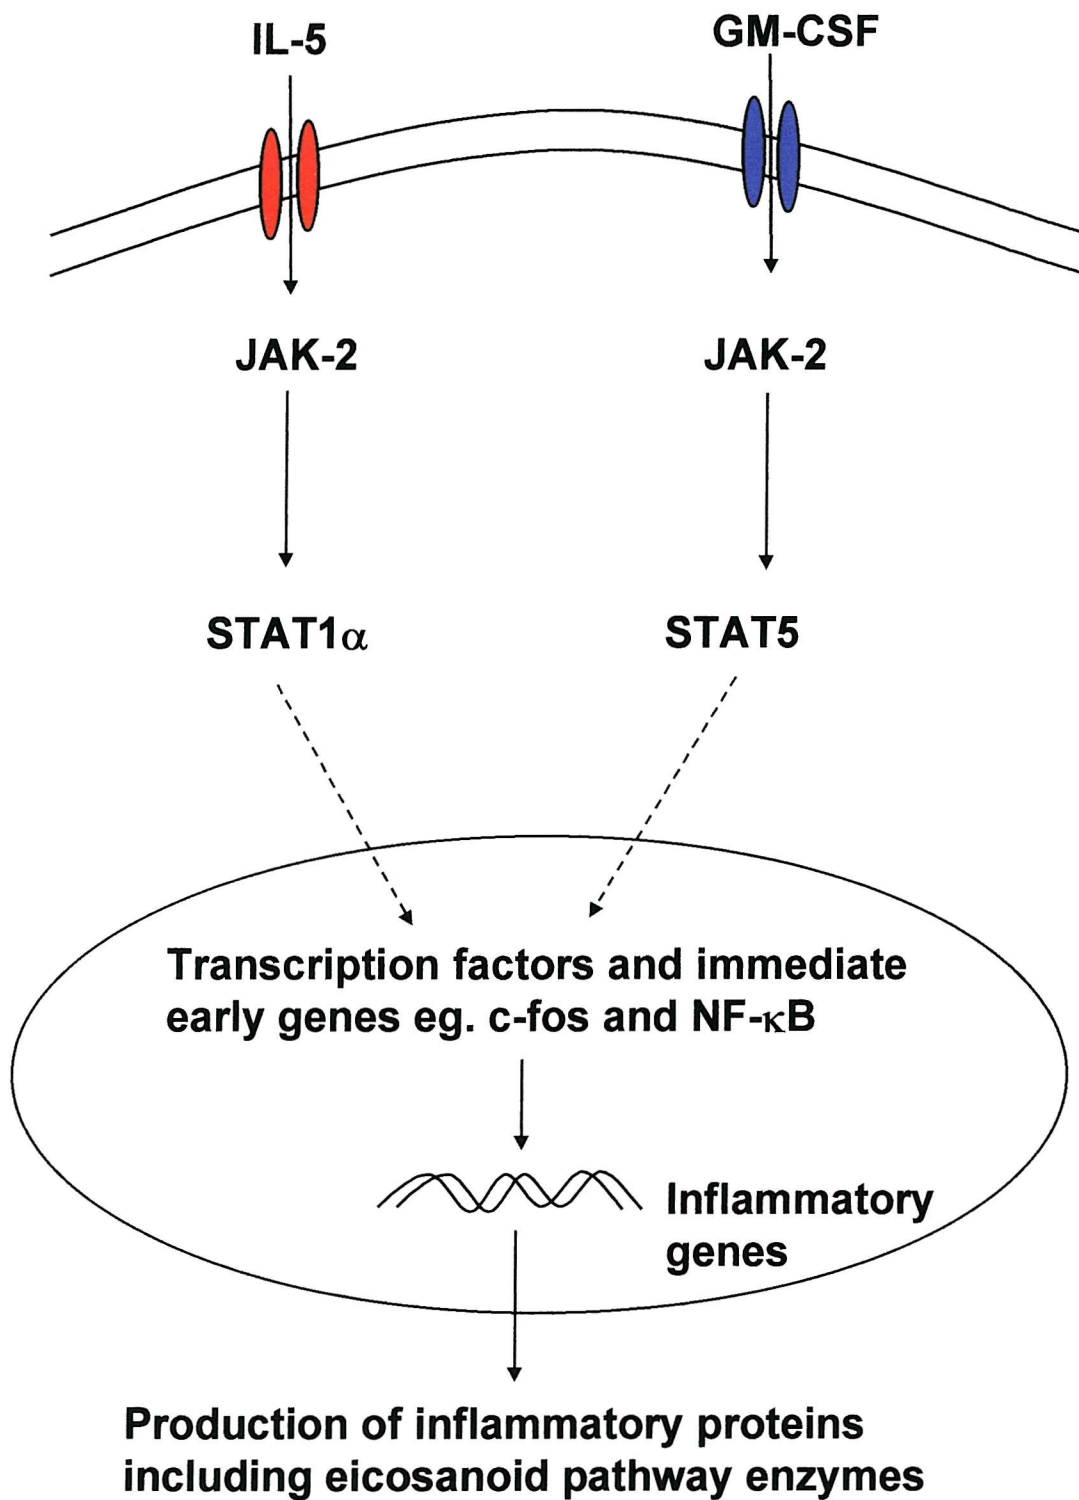 IL-5
GM-CSF
JAK-2
JAK-2
STAT1α
STAT5
Transcription factors and immediate
early genes eg. c-fos and NF-κB
Inflammatory
genes
Production of inflammatory proteins
including eicosanoid pathway enzymes